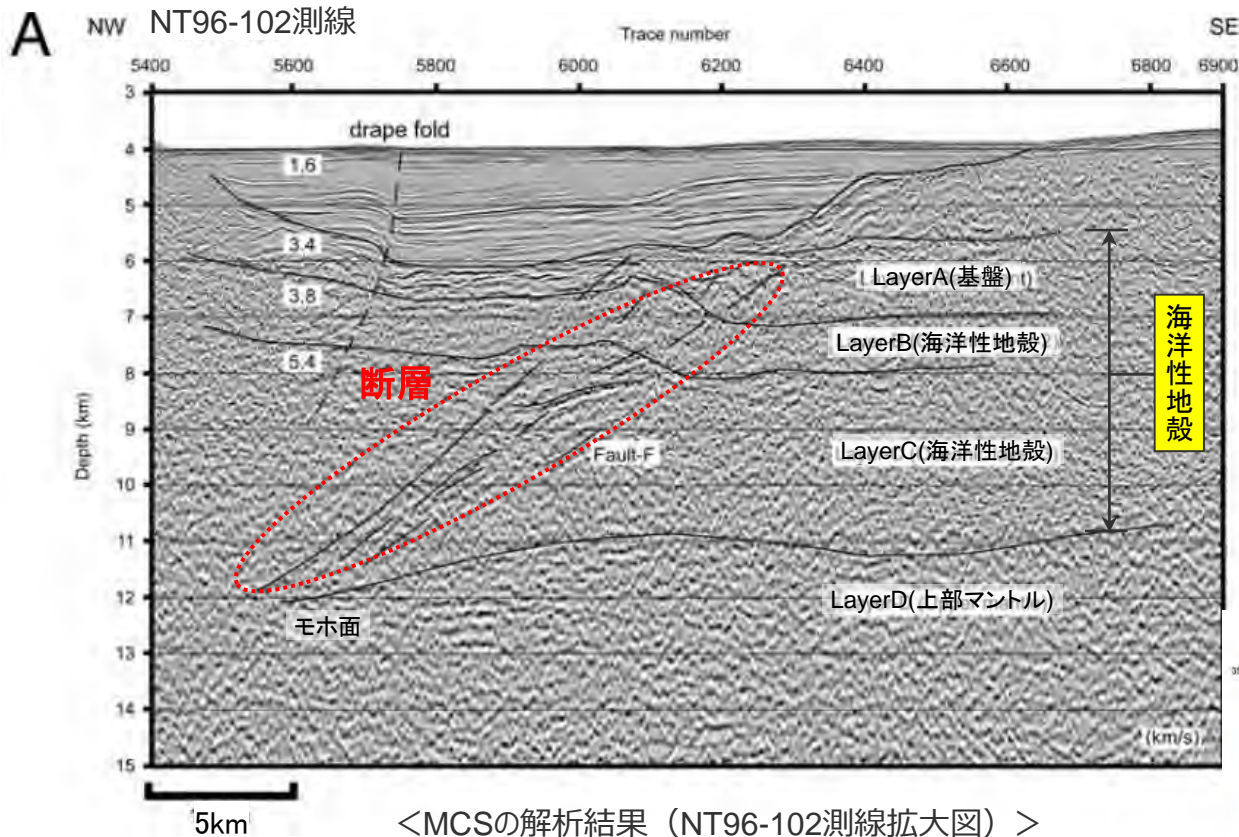 A NW NT96-102測線 Trace number SE
5400 5600 5800 6000 6200 6400 6600 6800 6900
3
drape fold
4
1.6
5
3.4
6
LayerA(基盤)
3.8
7
LayerB(海洋性地殻)
5.4
8
断層
海洋性地殻
Depth (km)
9
Fault-F
LayerC(海洋性地殻)
10
11
12
LayerD(上部マントル)
モホ面
13
35
14
(km/s)
15
5km
<MCSの解析結果（NT96-102測線拡大図）>